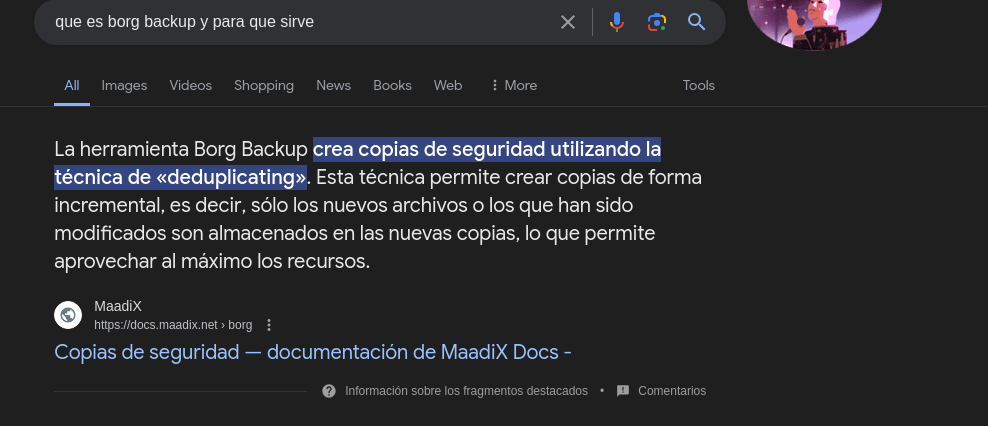 que es borg backup y para que sirve
All Images Videos Shopping News Books Web More Tools
La herramienta Borg Backup crea copias de seguridad utilizando la
técnica de «deduplicating». Esta técnica permite crear copias de forma
incremental, es decir, sólo los nuevos archivos o los que han sido
modificados son almacenados en las nuevas copias, lo que permite
aprovechar al máximo los recursos.
MaadiX
https://docs.maadix.net › borg
Copias de seguridad — documentación de MaadiX Docs -
Información sobre los fragmentos destacados • Comentarios